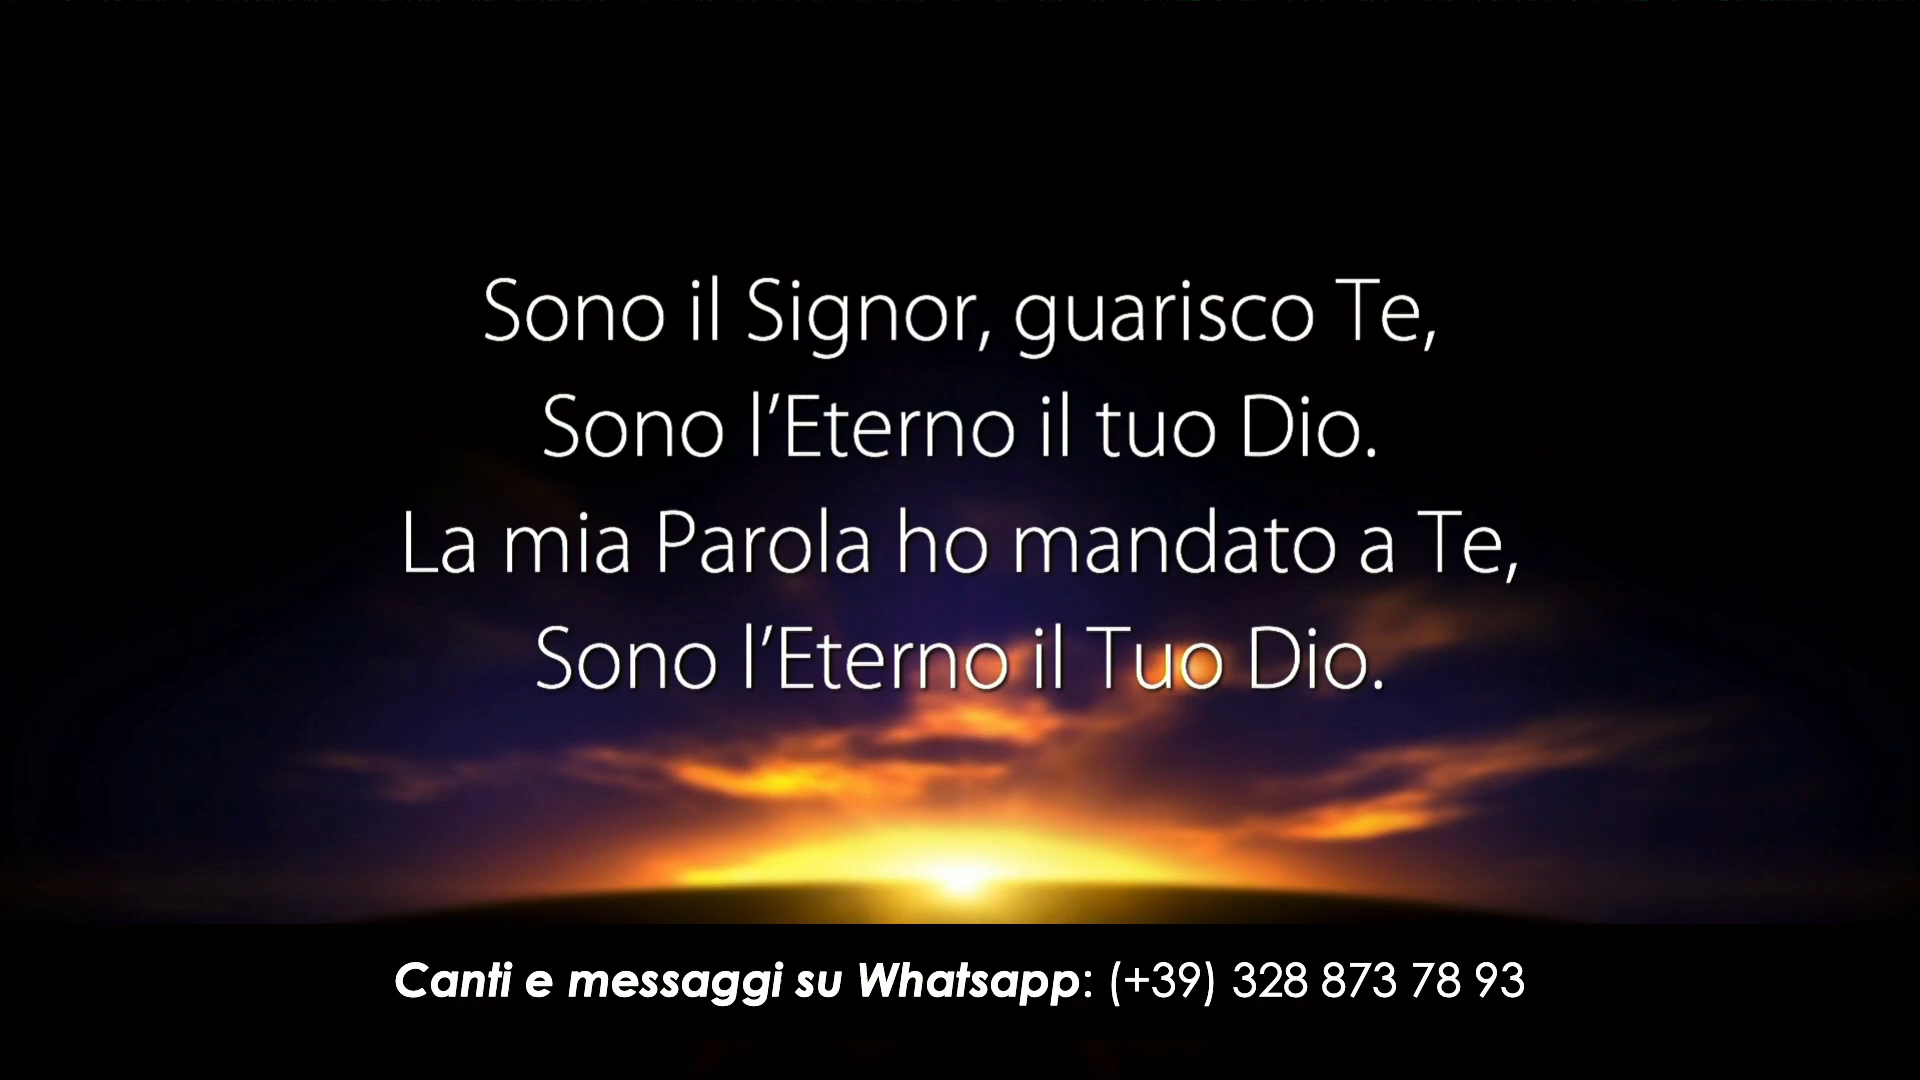 Sono il Signor, guarisco Te,
Sono l’Eterno il tuo Dio.
La mia Parola ho mandato a Te,
Sono l’Eterno il Tuo Dio.
Canti e messaggi su Whatsapp: (+39) 328 873 78 93